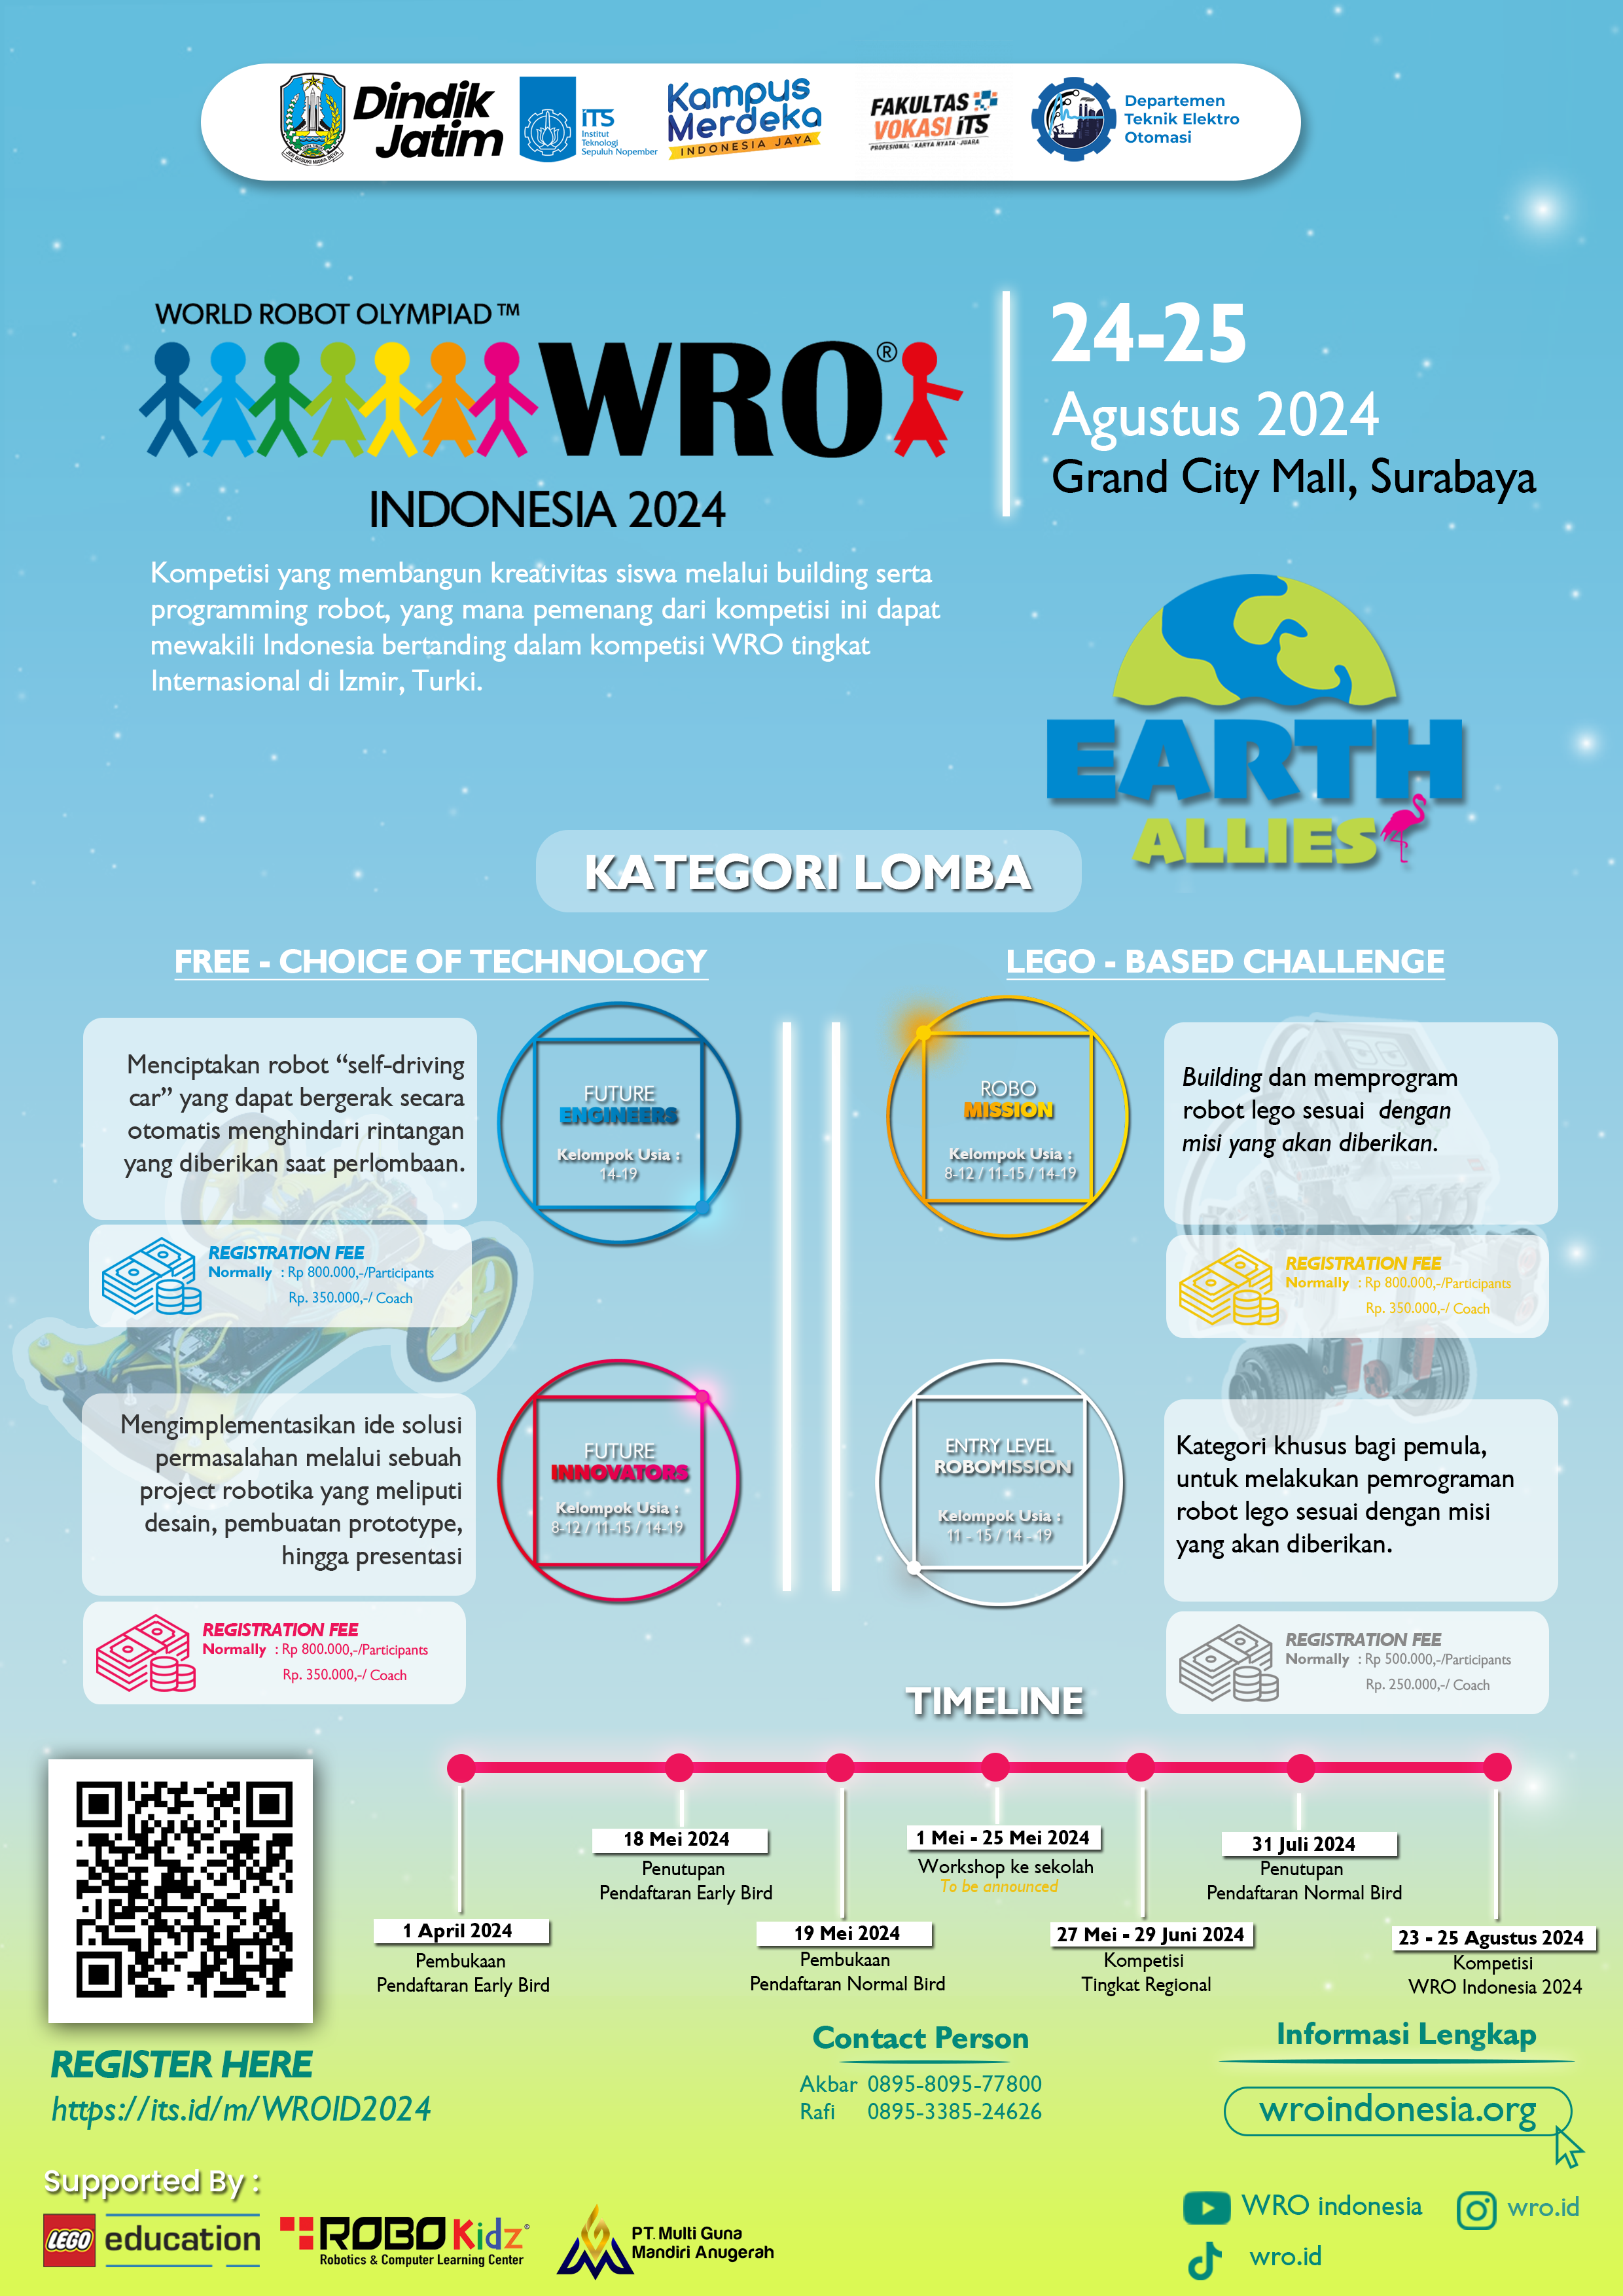 Dindik
Jatim
JER BASUKI MAWA BEYA
ITS
Institut
Teknologi
Sepuluh Nopember
Kampus
Merdeka
INDONESIA JAYA
FAKULTAS
VOKASI ITS
PROFESIONAL · KARYA NYATA · JUARA
Departemen
Teknik Elektro
Otomasi
WORLD ROBOT OLYMPIAD™
WRO®
INDONESIA 2024
24-25
Agustus 2024
Grand City Mall, Surabaya
Kompetisi yang membangun kreativitas siswa melalui building serta
programming robot, yang mana pemenang dari kompetisi ini dapat
mewakili Indonesia bertanding dalam kompetisi WRO tingkat
Internasional di Izmir, Turki.
EARTH
ALLIES
KATEGORI LOMBA
FREE - CHOICE OF TECHNOLOGY
Menciptakan robot “self-driving
car” yang dapat bergerak secara
otomatis menghindari rintangan
yang diberikan saat perlombaan.
FUTURE
ENGINEERS
Kelompok Usia :
14-19
REGISTRATION FEE
Normally : Rp 800.000,-/Participants
Rp. 350.000,-/ Coach
Mengimplementasikan ide solusi
permasalahan melalui sebuah
project robotika yang meliputi
desain, pembuatan prototype,
hingga presentasi
FUTURE
INNOVATORS
Kelompok Usia :
8-12 / 11-15 / 14-19
REGISTRATION FEE
Normally : Rp 800.000,-/Participants
Rp. 350.000,-/ Coach
LEGO - BASED CHALLENGE
ROBO
MISSION
Kelompok Usia :
8-12 / 11-15 / 14-19
Building dan memprogram
robot lego sesuai dengan
misi yang akan diberikan.
REGISTRATION FEE
Normally : Rp 800.000,-/Participants
Rp. 350.000,-/ Coach
ENTRY LEVEL
ROBOMISSION
Kelompok Usia :
11 - 15 / 14 - 19
Kategori khusus bagi pemula,
untuk melakukan pemrograman
robot lego sesuai dengan misi
yang akan diberikan.
REGISTRATION FEE
Normally : Rp 500.000,-/Participants
Rp. 250.000,-/ Coach
TIMELINE
1 April 2024
Pembukaan
Pendaftaran Early Bird
18 Mei 2024
Penutupan
Pendaftaran Early Bird
19 Mei 2024
Pembukaan
Pendaftaran Normal Bird
1 Mei - 25 Mei 2024
Workshop ke sekolah
To be announced
27 Mei - 29 Juni 2024
Kompetisi
Tingkat Regional
31 Juli 2024
Penutupan
Pendaftaran Normal Bird
23 - 25 Agustus 2024
Kompetisi
WRO Indonesia 2024
REGISTER HERE
https://its.id/m/WROID2024
Contact Person
Akbar 0895-8095-77800
Rafi 0895-3385-24626
Informasi Lengkap
wroindonesia.org
Supported By :
LEGO education
ROBO Kidz®
Robotics & Computer Learning Center
PT. Multi Guna
Mandiri Anugerah
WRO indonesia
wro.id
wro.id